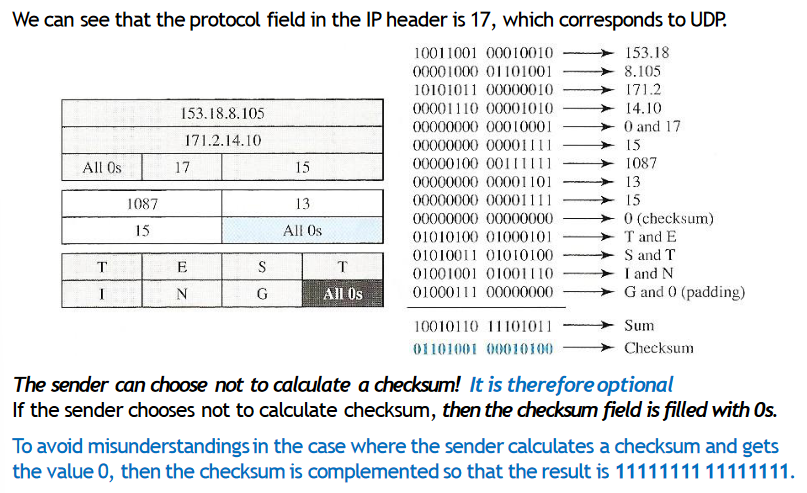 We can see that the protocol field in the IP header is 17, which corresponds to UDP.
153.18.8.105
171.2.14.10
All 0s 17 15
1087 13
15 All 0s
T E S T
I N G All 0s
10011001 00010010 → 153.18
00001000 01101001 → 8.105
10101011 00000010 → 171.2
00001110 00001010 → 14.10
00000000 00010001 → 0 and 17
00000000 00001111 → 15
00000100 00111111 → 1087
00000000 00001101 → 13
00000000 00001111 → 15
00000000 00000000 → 0 (checksum)
01010100 01000101 → T and E
01010011 01010100 → S and T
01001001 01001110 → I and N
01000111 00000000 → G and 0 (padding)
10010110 11101011 → Sum
01101001 00010100 → Checksum
The sender can choose not to calculate a checksum! It is therefore optional
If the sender chooses not to calculate checksum, then the checksum field is filled with 0s.
To avoid misunderstandings in the case where the sender calculates a checksum and gets
the value 0, then the checksum is complemented so that the result is 11111111 11111111.